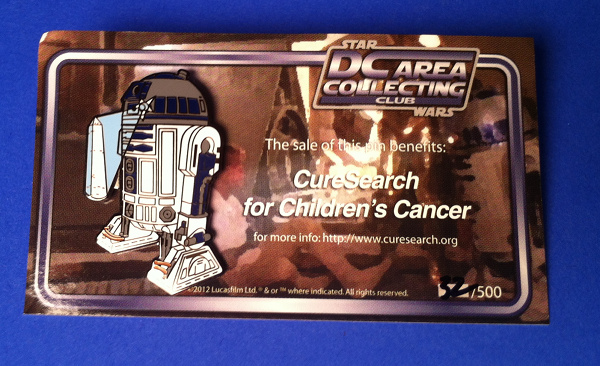 STAR
DC AREA
COLLECTING
CLUB
WARS
The sale of this pin benefits:
CureSearch
for Children's Cancer
for more info: http://www.curesearch.org
©2012 Lucasfilm Ltd. ® & or ™ where indicated. All rights reserved.
52/500